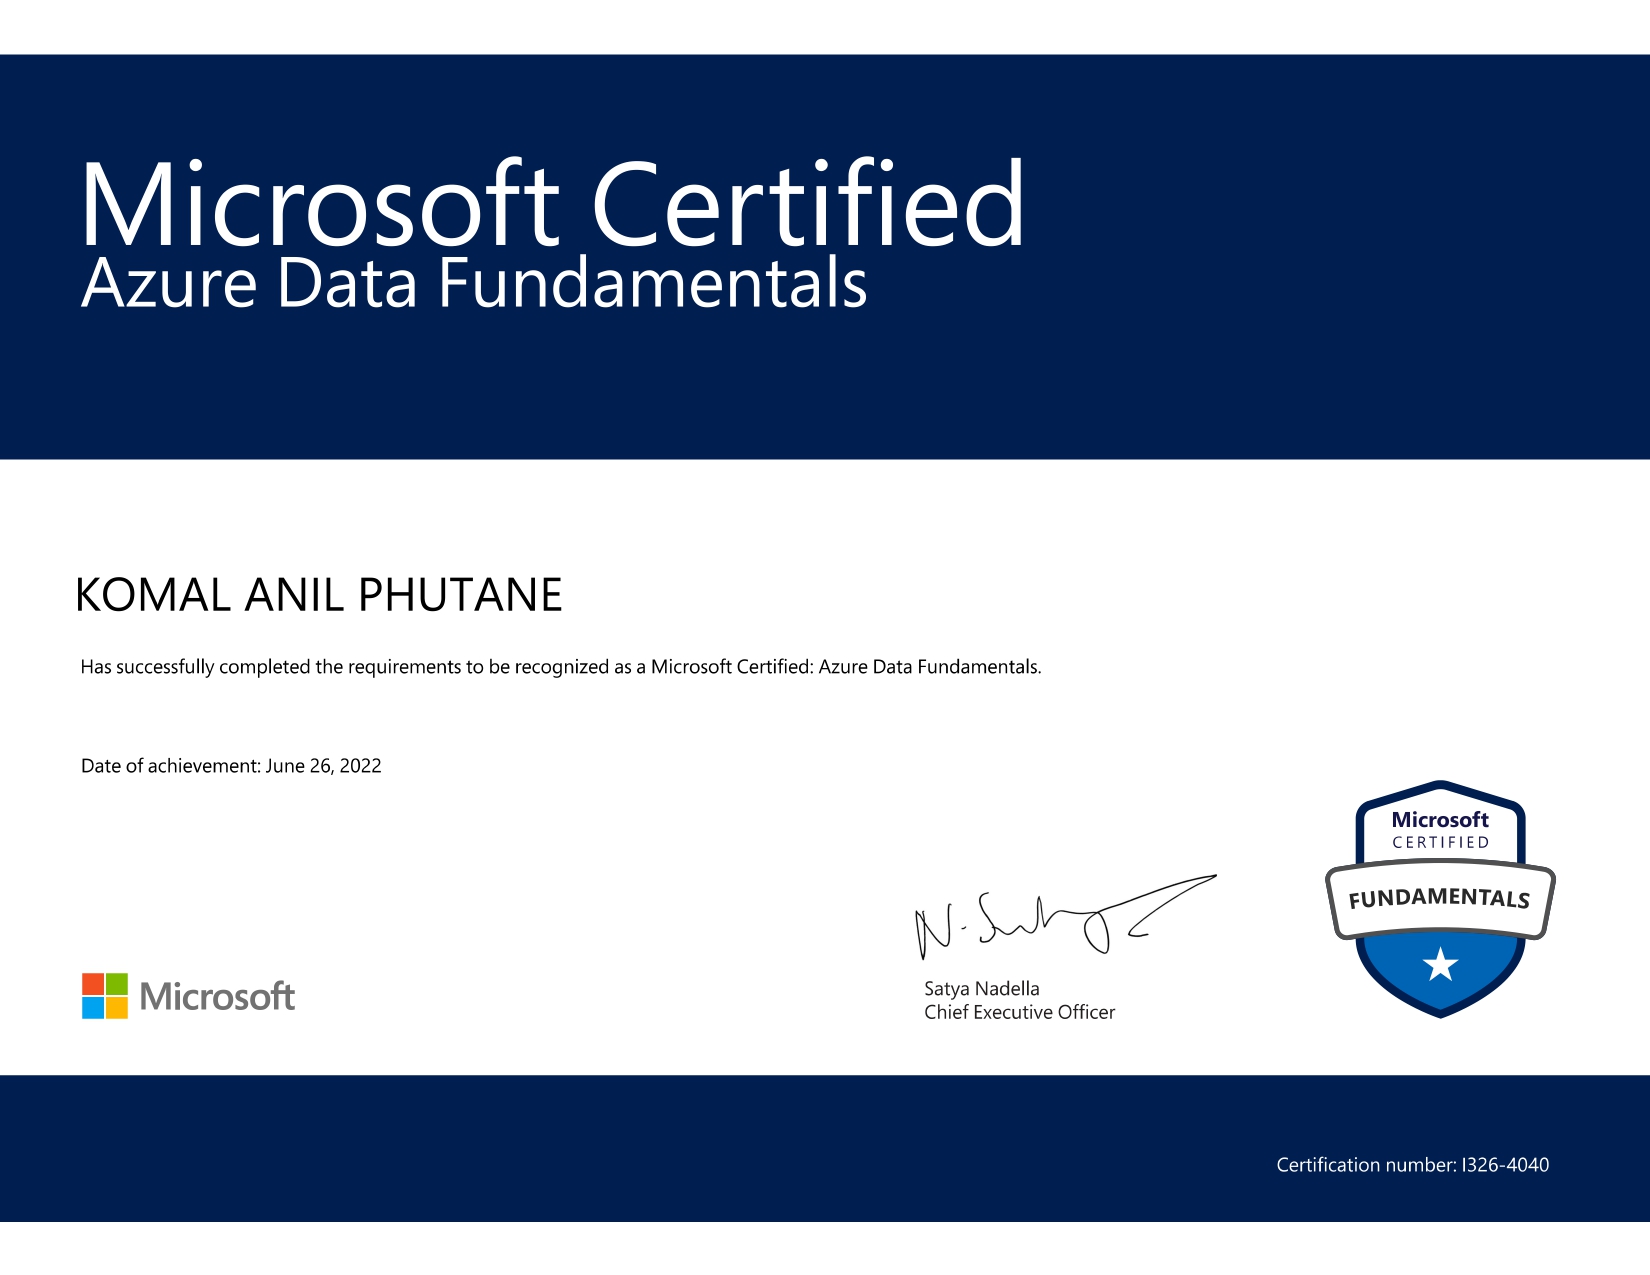 Microsoft Certified
Azure Data Fundamentals
KOMAL ANIL PHUTANE
Has successfully completed the requirements to be recognized as a Microsoft Certified: Azure Data Fundamentals.
Date of achievement: June 26, 2022
Microsoft
CERTIFIED
FUNDAMENTALS
Microsoft
Satya Nadella
Chief Executive Officer
Certification number: I326-4040